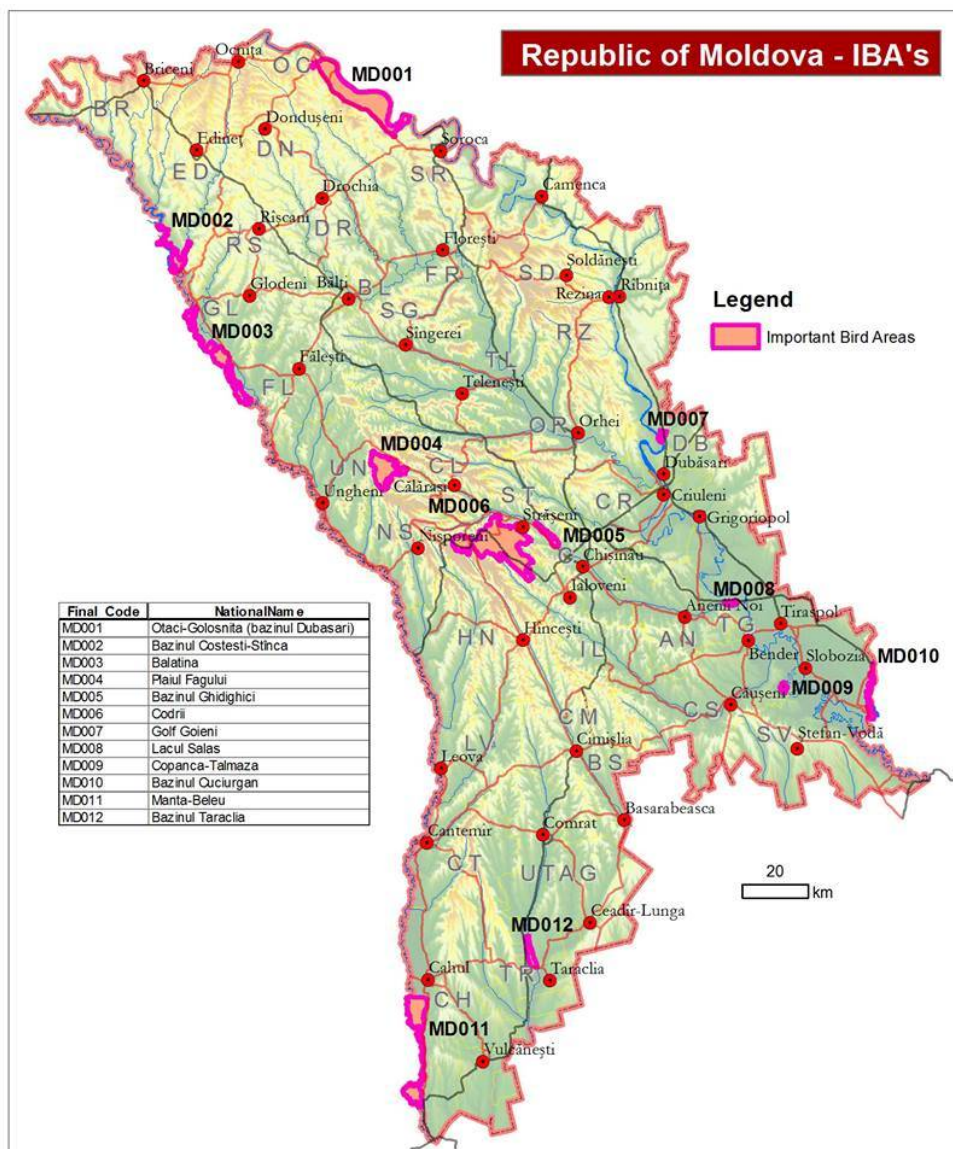 Republic of Moldova - IBA's
Ocnița
OC
MD001
Briceni
BR
Dondușeni
DN
Edineț
ED
Soroca
SR
Drochia
DR
Camenca
MD002
Rîșcani
RS
Florești
FR
Șoldănești
SD
Glodeni
GL
Bălți
BL
Rezina
Rîbnița
Legend
Important Bird Areas
MD003
SG
Sîngerei
RZ
Fălești
FL
TL
Telenești
OR
Orhei
MD007
DB
MD004
UN
CL
Călărași
Dubăsari
Ungheni
MD006
ST
CR
Criuleni
Strășeni
Grigoriopol
NS
Nisporeni
MD005
C
Chișinau
Ialoveni
MD008
Anenii Noi
Tiraspol
TG
AN
HN
Hîncești
IL
Bender
Slobozia
MD010
MD009
Căușeni
CS
CM
Cimișlia
SV
Ștefan-Vodă
LV
Leova
BS
Basarabeasca
Cantemir
CT
Comrat
UTAG
20
km
Ceadîr-Lunga
MD012
Cahul
TR
Taraclia
CH
MD011
Vulcănești
Final_Code NationalName
MD001 Otaci-Golosnita (bazinul Dubasari)
MD002 Bazinul Costesti-Stînca
MD003 Balatina
MD004 Plaiul Fagului
MD005 Bazinul Ghidighici
MD006 Codrii
MD007 Golf Goieni
MD008 Lacul Salas
MD009 Copanca-Talmaza
MD010 Bazinul Cuciurgan
MD011 Manta-Beleu
MD012 Bazinul Taraclia